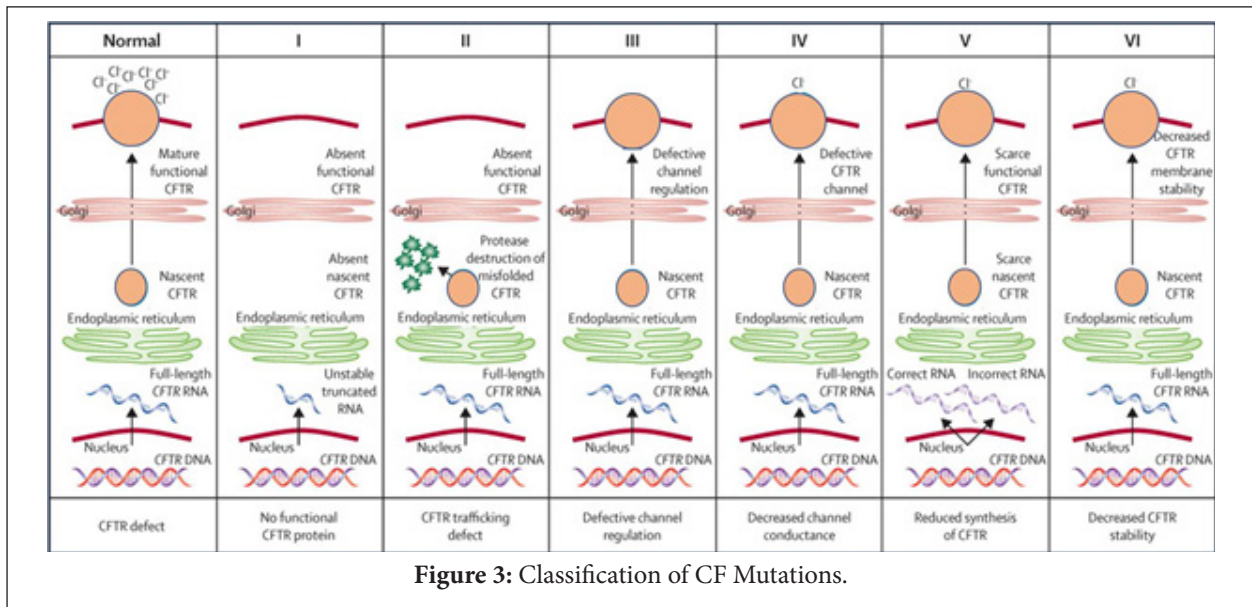 Normal
I
II
III
IV
V
VI
Cl⁻ Cl⁻ Cl⁻ Cl⁻ Cl⁻ Cl⁻ Cl⁻ Cl⁻
Mature
functional
CFTR
Golgi
Nascent
CFTR
Endoplasmic reticulum
Full-length
CFTR RNA
Nucleus
CFTR DNA
CFTR defect
Absent
functional
CFTR
Golgi
Absent
nascent
CFTR
Endoplasmic reticulum
Unstable
truncated
RNA
Nucleus
CFTR DNA
No functional
CFTR protein
Absent
functional
CFTR
Golgi
Protease
destruction of
misfolded
CFTR
Endoplasmic reticulum
Full-length
CFTR RNA
Nucleus
CFTR DNA
CFTR trafficking
defect
Defective
channel
regulation
Golgi
Nascent
CFTR
Endoplasmic reticulum
Full-length
CFTR RNA
Nucleus
CFTR DNA
Defective channel
regulation
Cl⁻
Defective
CFTR
channel
Golgi
Nascent
CFTR
Endoplasmic reticulum
Full-length
CFTR RNA
Nucleus
CFTR DNA
Decreased channel
conductance
Cl⁻
Scarce
functional
CFTR
Golgi
Scarce
nascent
CFTR
Endoplasmic reticulum
Correct RNA Incorrect RNA
Nucleus
CFTR DNA
Reduced synthesis
of CFTR
Cl⁻
Decreased
CFTR
membrane
stability
Golgi
Nascent
CFTR
Endoplasmic reticulum
Full-length
CFTR RNA
Nucleus
CFTR DNA
Decreased CFTR
stability
Figure 3: Classification of CF Mutations.